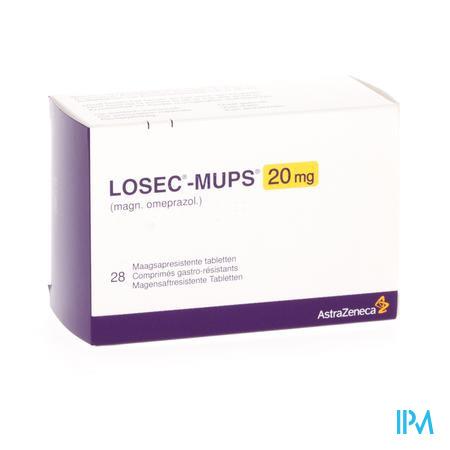 LOSEC®-MUPS® 20 mg
(magn. omeprazol.)
28
Maagsapresistente tabletten
Comprimés gastro-résistants
Magensaftresistente Tabletten
AstraZeneca
IPM